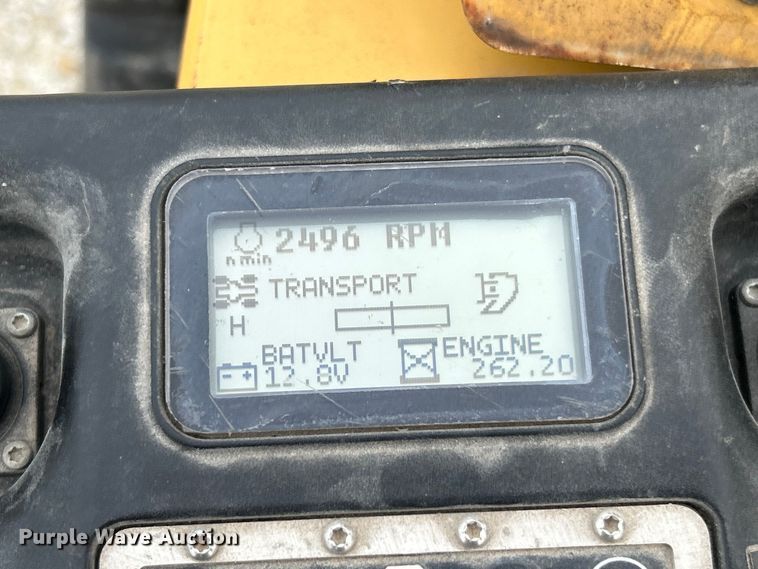 2496 RPM
n min
TRANSPORT
H
BATVLT ENGINE
12.8V 262.20
Purple Wave Auction